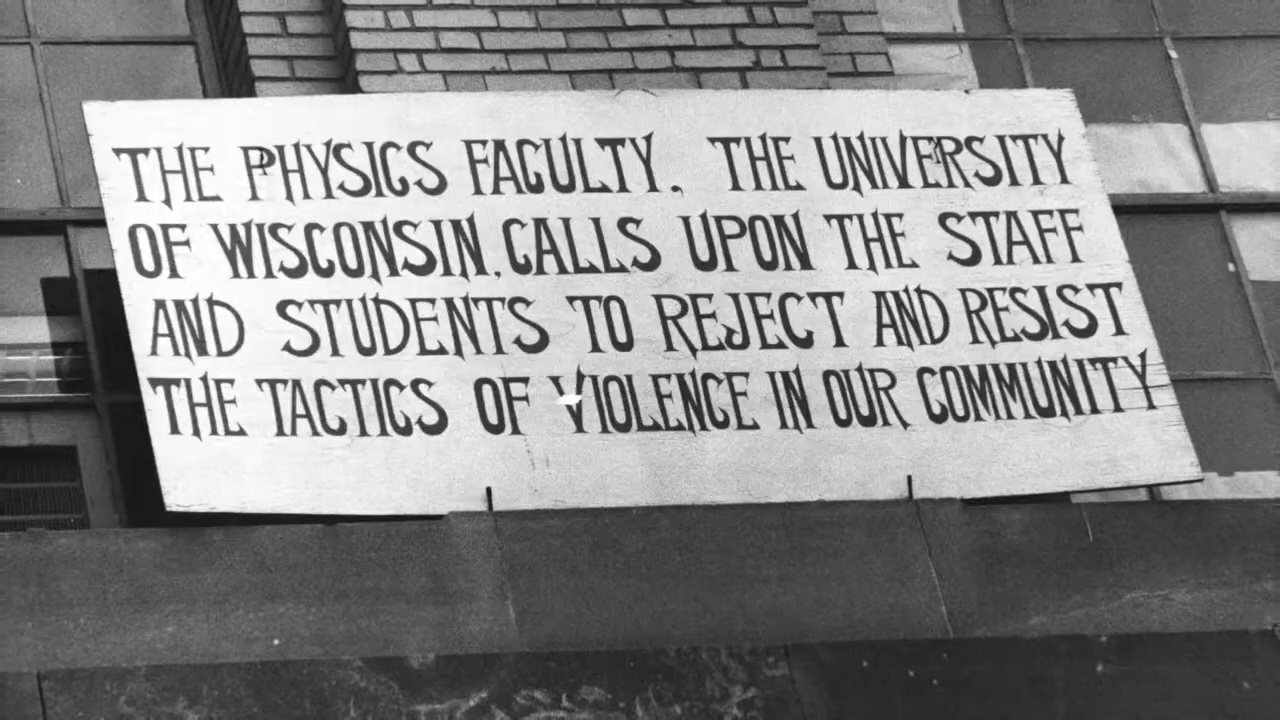 THE PHYSICS FACULTY, THE UNIVERSITY
OF WISCONSIN, CALLS UPON THE STAFF
AND STUDENTS TO REJECT AND RESIST
THE TACTICS OF VIOLENCE IN OUR COMMUNITY